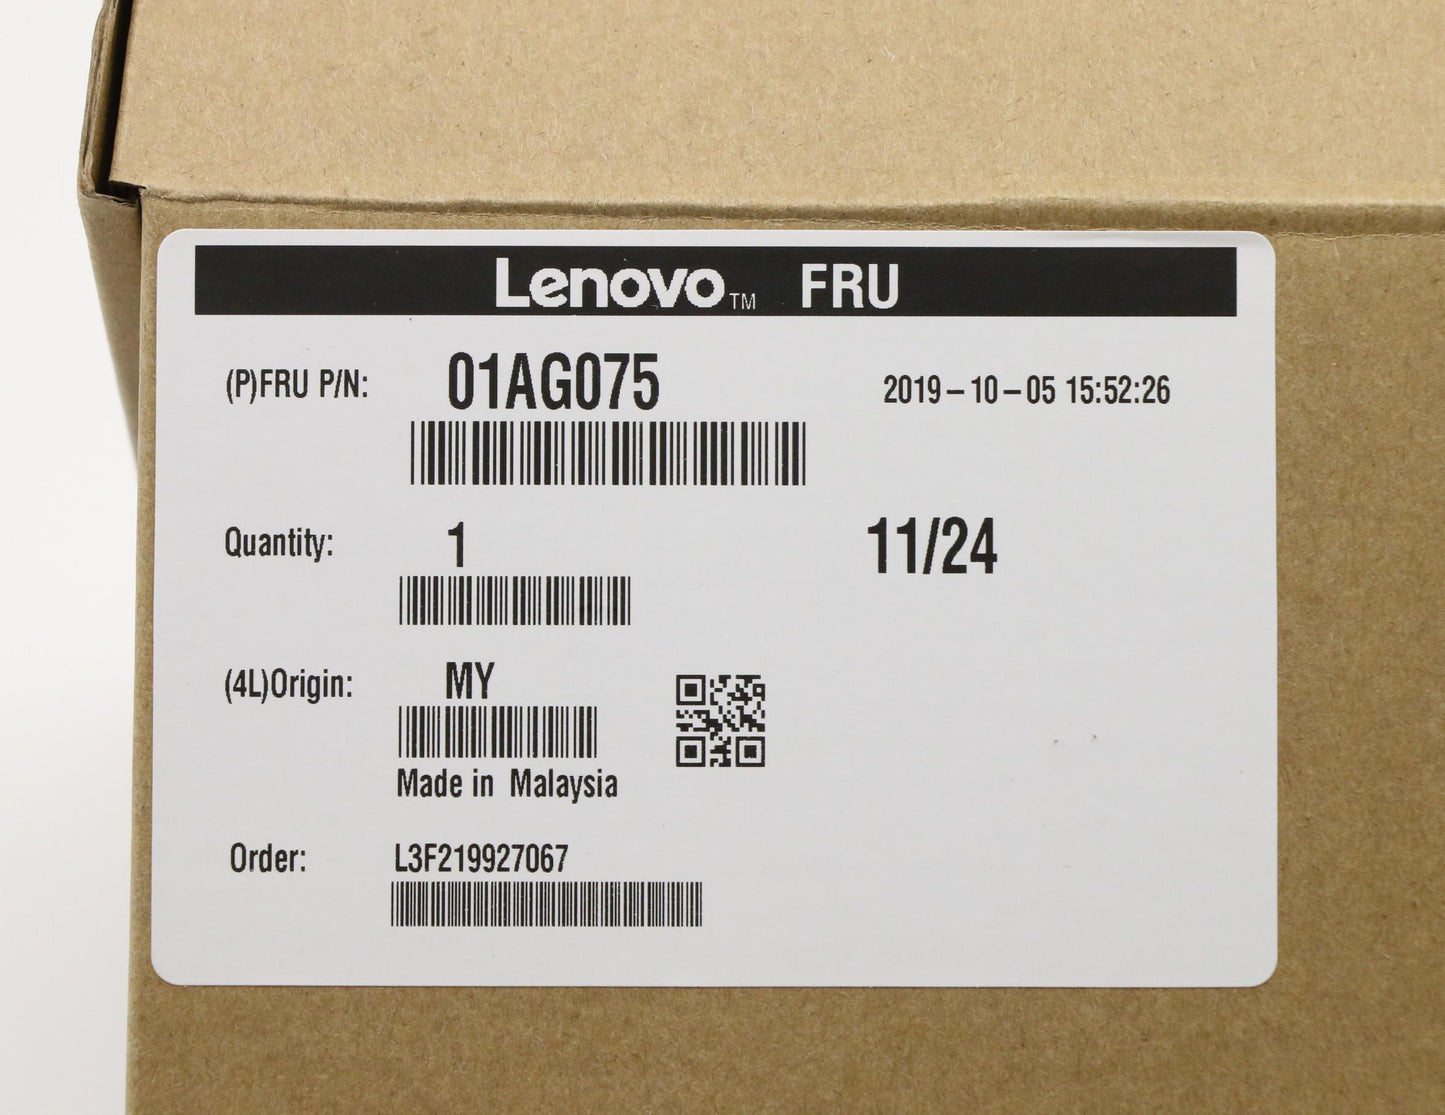 Lenovo™ FRU
(P)FRU P/N: 01AG075 2019-10-05 15:52:26
Quantity: 1 11/24
(4L)Origin: MY
Made in Malaysia
Order: L3F219927067